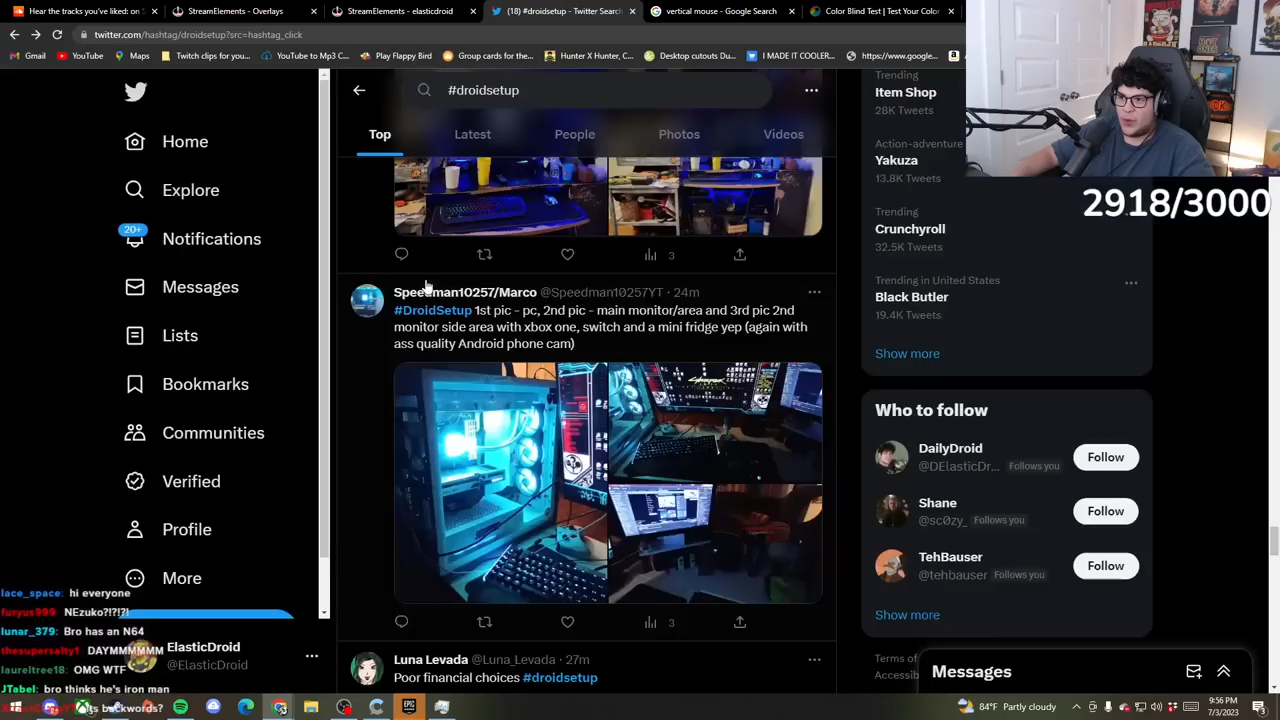 Hear the tracks you've liked: on S
StreamElements - Overlays
StreamElements - elasticdroid
(18) #droidsetup - Twitter Search
vertical mouse - Google Search
Color Blind Test | Test Your Color
twitter.com/hashtag/droidsetup?src=hashtag_click
Gmail
YouTube
Maps
Twitch clips for you...
YouTube to Mp3 C...
Play Flappy Bird
Group cards for the...
Hunter X Hunter, C...
Desktop cutouts Du...
I MADE IT COOLER...
https://www.google...
Home
Explore
20+
Notifications
Messages
Lists
Bookmarks
Communities
Verified
Profile
More
ElasticDroid
@ElasticDroid
lace_space: hi everyone
furyus999 NEzuko?!?!?!
lunar_379: Bro has an N64
thesupersalty1 DAYMMMMMM
laureltree18: OMG WTF
JTabel: bro thinks he's iron man
#droidsetup
Top
Latest
People
Photos
Videos
3
Speedman10257/Marco @Speedman10257YT · 24m
#DroidSetup 1st pic - pc, 2nd pic - main monitor/area and 3rd pic 2nd
monitor side area with xbox one, switch and a mini fridge yep (again with
ass quality Android phone cam)
3
Luna Levada @Luna_Levada · 27m
Poor financial choices #droidsetup
Trending
Item Shop
28K Tweets
Action-adventure
Yakuza
13.8K Tweets
Trending
Crunchyroll
32.5K Tweets
Trending in United States
Black Butler
19.4K Tweets
Show more
2918/3000
Who to follow
DailyDroid
@DElasticDr... Follows you
Follow
Shane
@sc0zy_ Follows you
Follow
TehBauser
@tehbauser Follows you
Follow
Show more
Terms of
Accessib
Messages
84°F Partly cloudy
9:56 PM
7/3/2023